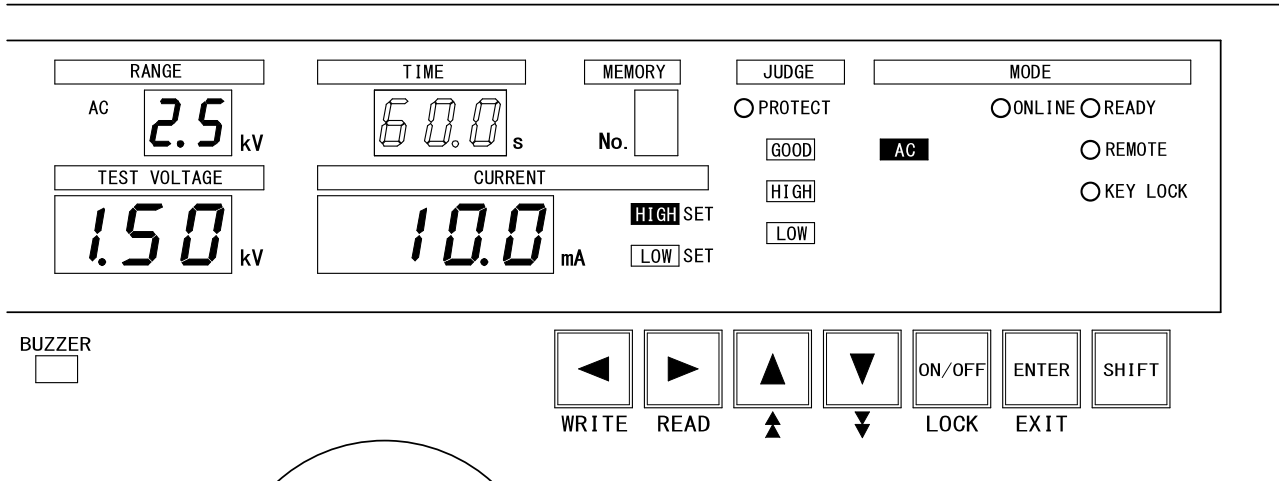 RANGE TIME MEMORY JUDGE MODE
AC 2.5 kV 60.0 s No. PROTECT ONLINE READY
GOOD AC REMOTE
TEST VOLTAGE CURRENT
HIGH KEY LOCK
1.50 kV 10.0 mA HIGH SET
LOW
LOW SET
BUZZER
ON/OFF ENTER SHIFT
WRITE READ LOCK EXIT